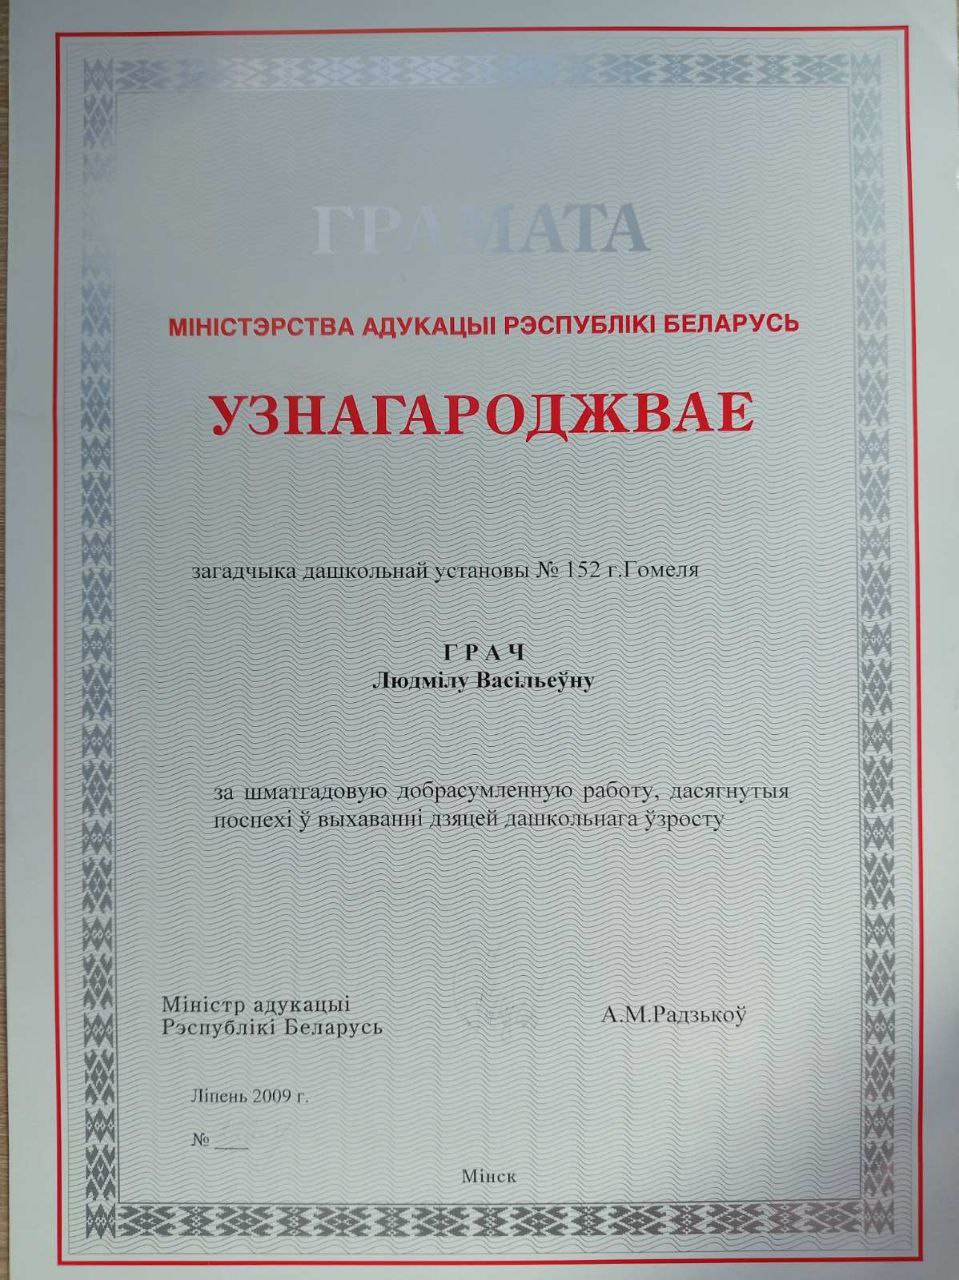 ГРАМАТА
МІНІСТЭРСТВА АДУКАЦЫІ РЭСПУБЛІКІ БЕЛАРУСЬ
УЗНАГАРОДЖВАЕ
загадчыка дашкольнай установы № 152 г.Гомеля
Г Р А Ч
Людмілу Васільеўну
за шматгадовую добрасумленную работу, дасягнутыя
поспехі ў выхаванні дзяцей дашкольнага ўзросту
Міністр адукацыі
Рэспублікі Беларусь
А.М.Радзькоў
Ліпень 2009 г.
№ ___
Мінск